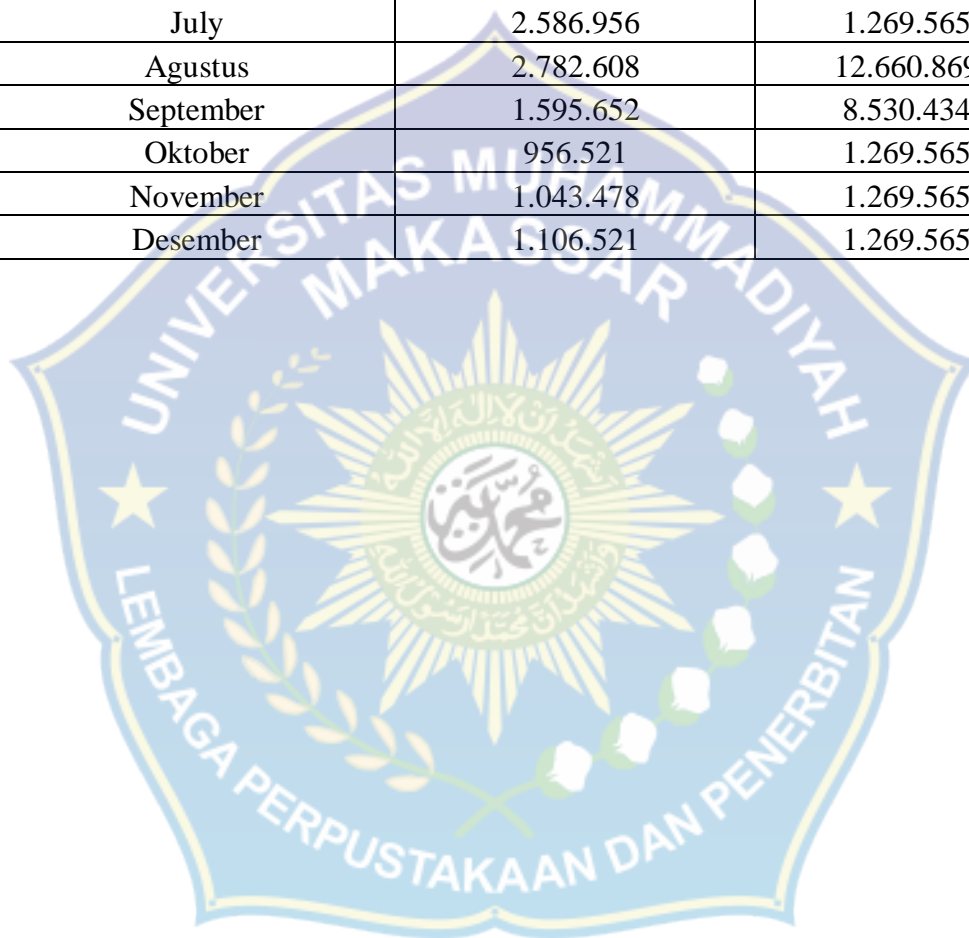 July 2.586.956 1.269.565
Agustus 2.782.608 12.660.869
September 1.595.652 8.530.434
Oktober 956.521 1.269.565
November 1.043.478 1.269.565
Desember 1.106.521 1.269.565
UNIVERSITAS MUHAMMADIYAH
MAKASSAR
LEMBAGA PERPUSTAKAAN DAN PENERBITAN